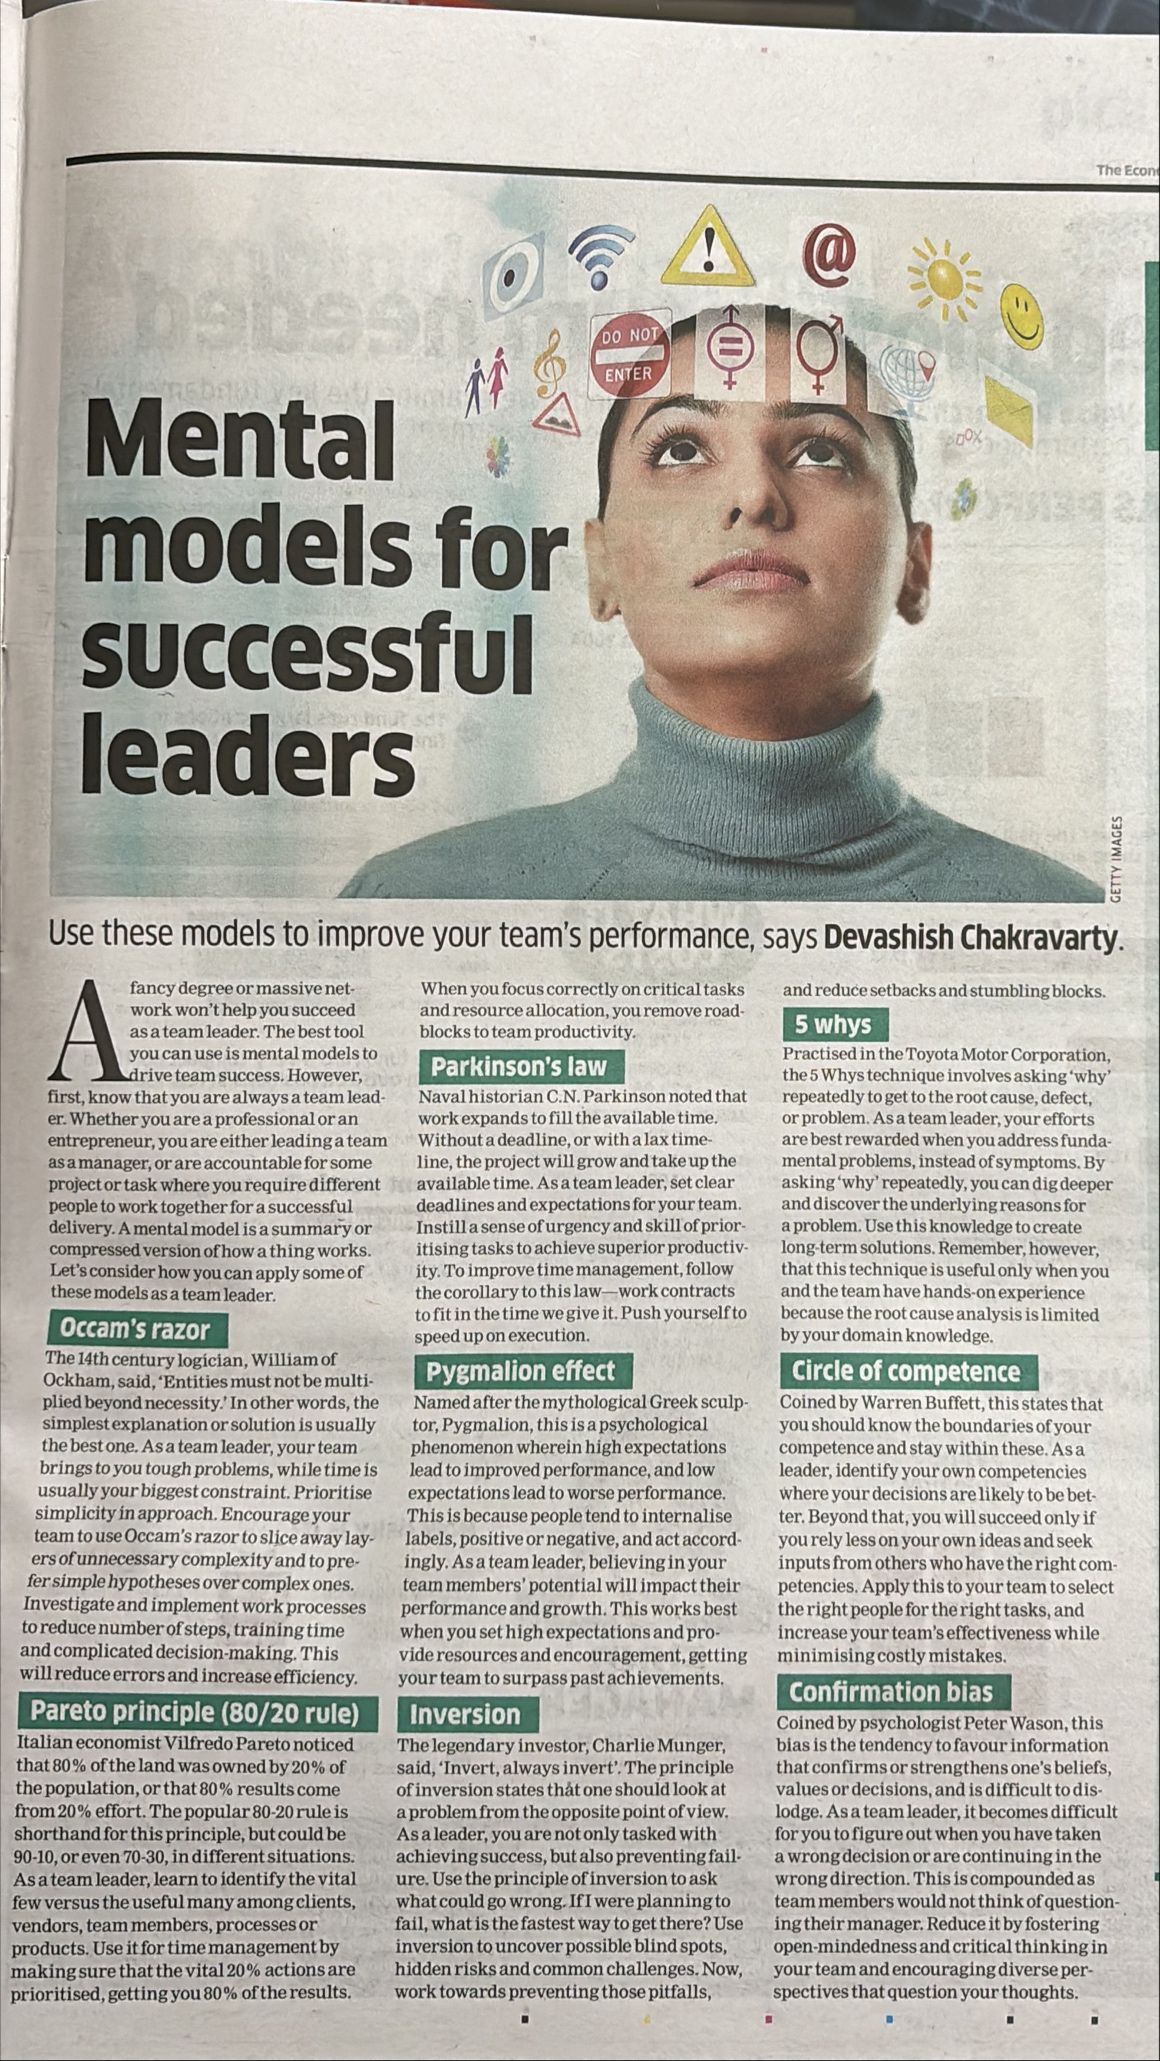 The Econ
DO NOT
ENTER
@
Mental
models for
successful
leaders
GETTY IMAGES
Use these models to improve your team's performance, says Devashish Chakravarty.
A fancy degree or massive net-
work won't help you succeed
as a team leader. The best tool
you can use is mental models to
drive team success. However,
first, know that you are always a team lead-
er. Whether you are a professional or an
entrepreneur, you are either leading a team
as a manager, or are accountable for some
project or task where you require different
people to work together for a successful
delivery. A mental model is a summary or
compressed version of how a thing works.
Let's consider how you can apply some of
these models as a team leader.
Occam's razor
The 14th century logician, William of
Ockham, said, 'Entities must not be multi-
plied beyond necessity.' In other words, the
simplest explanation or solution is usually
the best one. As a team leader, your team
brings to you tough problems, while time is
usually your biggest constraint. Prioritise
simplicity in approach. Encourage your
team to use Occam's razor to slice away lay-
ers of unnecessary complexity and to pre-
fer simple hypotheses over complex ones.
Investigate and implement work processes
to reduce number of steps, training time
and complicated decision-making. This
will reduce errors and increase efficiency.
Pareto principle (80/20 rule)
Italian economist Vilfredo Pareto noticed
that 80% of the land was owned by 20% of
the population, or that 80% results come
from 20% effort. The popular 80-20 rule is
shorthand for this principle, but could be
90-10, or even 70-30, in different situations.
As a team leader, learn to identify the vital
few versus the useful many among clients,
vendors, team members, processes or
products. Use it for time management by
making sure that the vital 20% actions are
prioritised, getting you 80% of the results.
When you focus correctly on critical tasks
and resource allocation, you remove road-
blocks to team productivity.
Parkinson's law
Naval historian C.N. Parkinson noted that
work expands to fill the available time.
Without a deadline, or with a lax time-
line, the project will grow and take up the
available time. As a team leader, set clear
deadlines and expectations for your team.
Instill a sense of urgency and skill of prior-
itising tasks to achieve superior productiv-
ity. To improve time management, follow
the corollary to this law—work contracts
to fit in the time we give it. Push yourself to
speed up on execution.
Pygmalion effect
Named after the mythological Greek sculp-
tor, Pygmalion, this is a psychological
phenomenon wherein high expectations
lead to improved performance, and low
expectations lead to worse performance.
This is because people tend to internalise
labels, positive or negative, and act accord-
ingly. As a team leader, believing in your
team members' potential will impact their
performance and growth. This works best
when you set high expectations and pro-
vide resources and encouragement, getting
your team to surpass past achievements.
Inversion
The legendary investor, Charlie Munger,
said, 'Invert, always invert'. The principle
of inversion states that one should look at
a problem from the opposite point of view.
As a leader, you are not only tasked with
achieving success, but also preventing fail-
ure. Use the principle of inversion to ask
what could go wrong. If I were planning to
fail, what is the fastest way to get there? Use
inversion to uncover possible blind spots,
hidden risks and common challenges. Now,
work towards preventing those pitfalls,
and reduce setbacks and stumbling blocks.
5 whys
Practised in the Toyota Motor Corporation,
the 5 Whys technique involves asking 'why'
repeatedly to get to the root cause, defect,
or problem. As a team leader, your efforts
are best rewarded when you address funda-
mental problems, instead of symptoms. By
asking 'why' repeatedly, you can dig deeper
and discover the underlying reasons for
a problem. Use this knowledge to create
long-term solutions. Remember, however,
that this technique is useful only when you
and the team have hands-on experience
because the root cause analysis is limited
by your domain knowledge.
Circle of competence
Coined by Warren Buffett, this states that
you should know the boundaries of your
competence and stay within these. As a
leader, identify your own competencies
where your decisions are likely to be bet-
ter. Beyond that, you will succeed only if
you rely less on your own ideas and seek
inputs from others who have the right com-
petencies. Apply this to your team to select
the right people for the right tasks, and
increase your team's effectiveness while
minimising costly mistakes.
Confirmation bias
Coined by psychologist Peter Wason, this
bias is the tendency to favour information
that confirms or strengthens one's beliefs,
values or decisions, and is difficult to dis-
lodge. As a team leader, it becomes difficult
for you to figure out when you have taken
a wrong decision or are continuing in the
wrong direction. This is compounded as
team members would not think of question-
ing their manager. Reduce it by fostering
open-mindedness and critical thinking in
your team and encouraging diverse per-
spectives that question your thoughts.